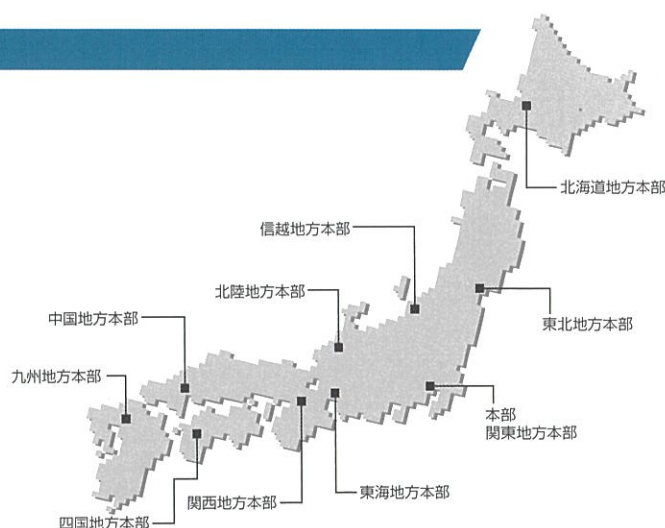 北海道地方本部
信越地方本部
北陸地方本部
東北地方本部
中国地方本部
九州地方本部
本部
関東地方本部
東海地方本部
関西地方本部
四国地方本部